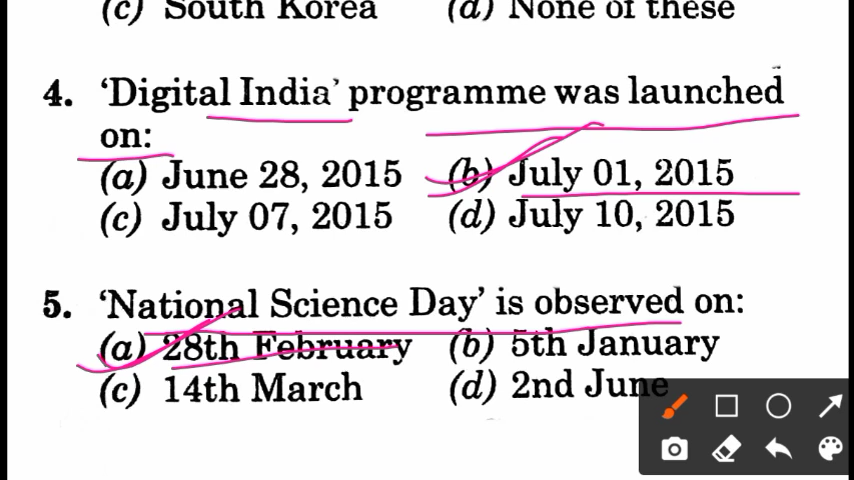 (c) South Korea (d) None of these
4. 'Digital India' programme was launched
on:
(a) June 28, 2015 (b) July 01, 2015
(c) July 07, 2015 (d) July 10, 2015
5. 'National Science Day' is observed on:
(a) 28th February (b) 5th January
(c) 14th March (d) 2nd June